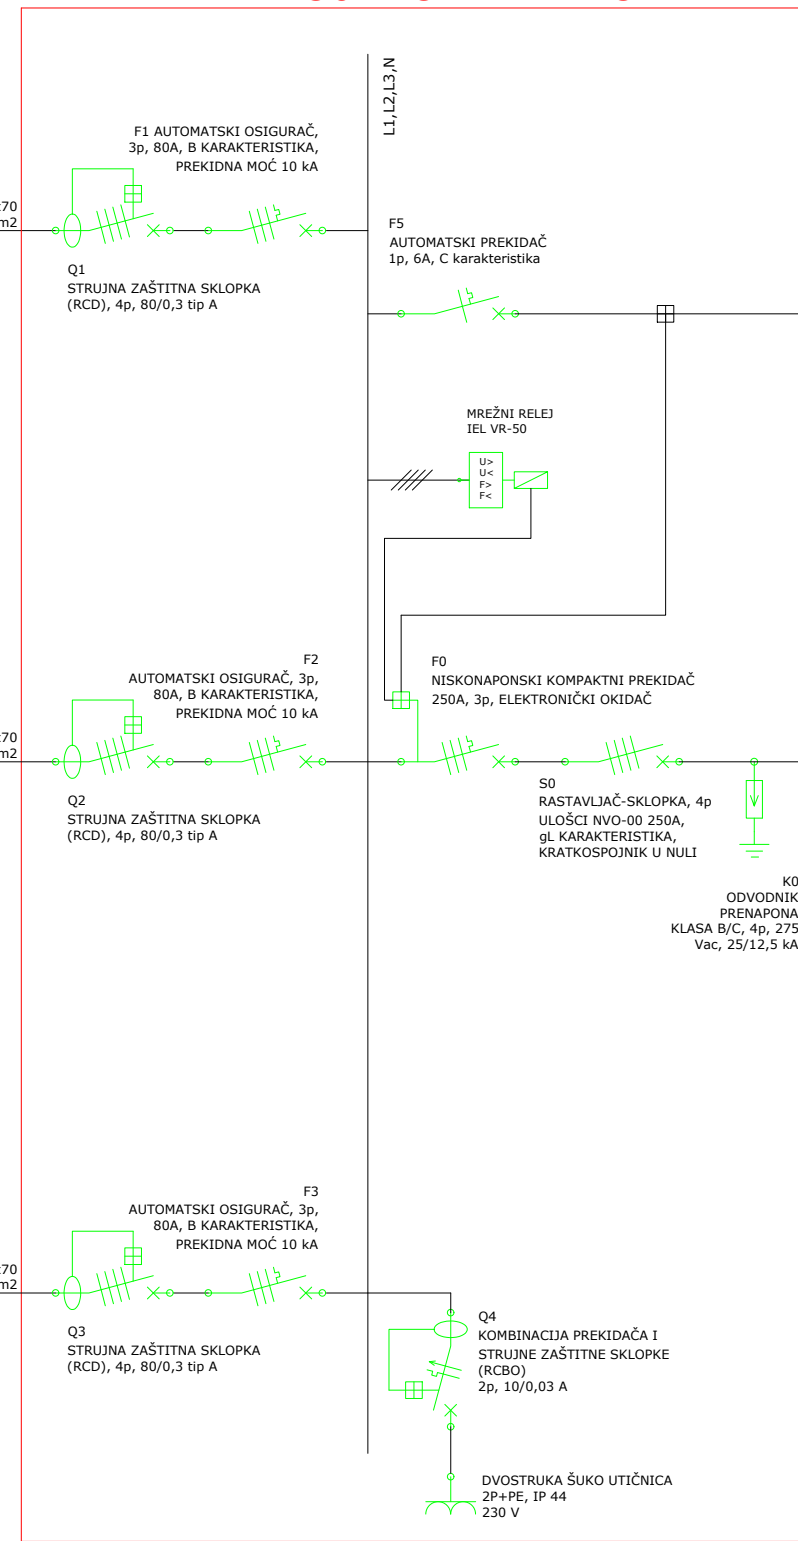 L1,L2,L3,N
F1 AUTOMATSKI OSIGURAČ,
3p, 80A, B KARAKTERISTIKA,
PREKIDNA MOĆ 10 kA
x70
m2
Q1
STRUJNA ZAŠTITNA SKLOPKA
(RCD), 4p, 80/0,3 tip A
F5
AUTOMATSKI PREKIDAČ
1p, 6A, C karakteristika
MREŽNI RELEJ
IEL VR-50
U>
U<
F>
F<
F2
AUTOMATSKI OSIGURAČ, 3p,
80A, B KARAKTERISTIKA,
PREKIDNA MOĆ 10 kA
x70
m2
Q2
STRUJNA ZAŠTITNA SKLOPKA
(RCD), 4p, 80/0,3 tip A
F0
NISKONAPONSKI KOMPAKTNI PREKIDAČ
250A, 3p, ELEKTRONIČKI OKIDAČ
S0
RASTAVLJAČ-SKLOPKA, 4p
ULOŠCI NVO-00 250A,
gL KARAKTERISTIKA,
KRATKOSPOJNIK U NULI
K0
ODVODNIK
PRENAPONA
KLASA B/C, 4p, 275
Vac, 25/12,5 kA
F3
AUTOMATSKI OSIGURAČ, 3p,
80A, B KARAKTERISTIKA,
PREKIDNA MOĆ 10 kA
x70
m2
Q3
STRUJNA ZAŠTITNA SKLOPKA
(RCD), 4p, 80/0,3 tip A
Q4
KOMBINACIJA PREKIDAČA I
STRUJNE ZAŠTITNE SKLOPKE
(RCBO)
2p, 10/0,03 A
DVOSTRUKA ŠUKO UTIČNICA
2P+PE, IP 44
230 V